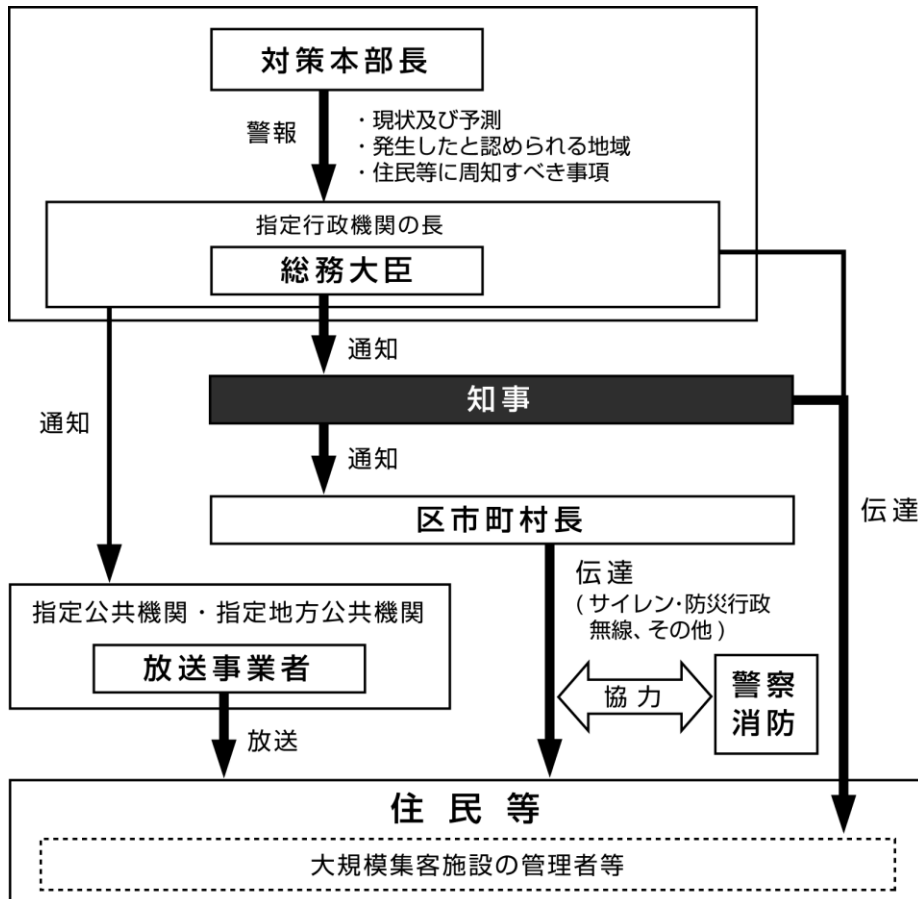 対策本部長
警報
・現状及び予測
・発生したと認められる地域
・住民等に周知すべき事項
指定行政機関の長
総務大臣
通知
知事
通知
通知
区市町村長
伝達
伝達
(サイレン・防災行政
無線、その他)
指定公共機関・指定地方公共機関
放送事業者
協力
警察
消防
放送
住民等
大規模集客施設の管理者等